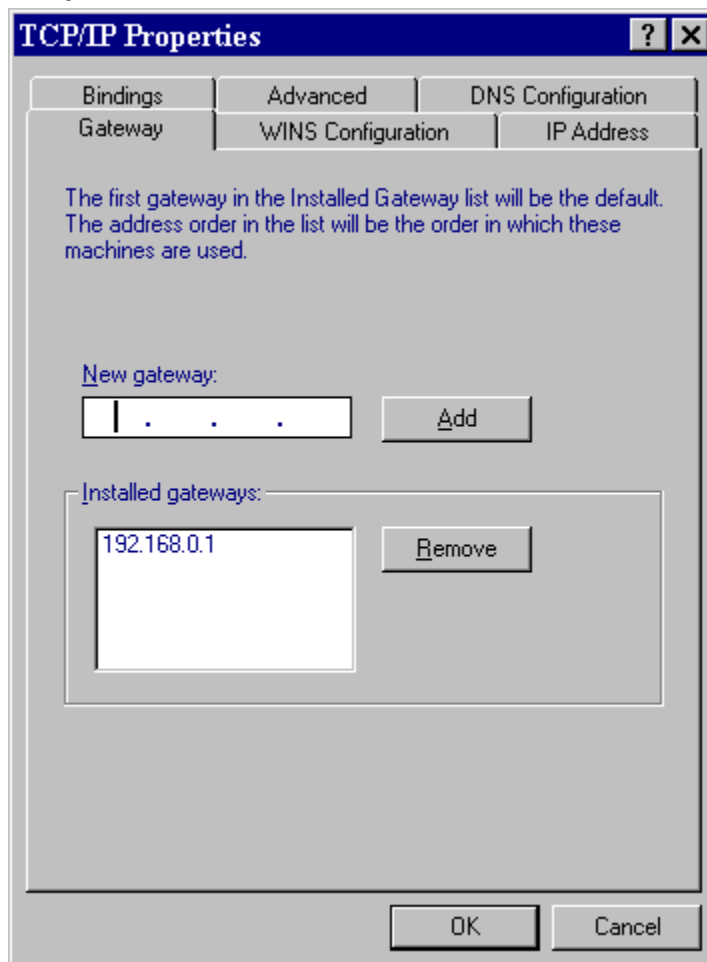 TCP/IP Properties
? X
Bindings Advanced DNS Configuration
Gateway WINS Configuration IP Address
The first gateway in the Installed Gateway list will be the default.
The address order in the list will be the order in which these
machines are used.
New gateway:
. . . Add
Installed gateways:
192.168.0.1 Remove
OK Cancel